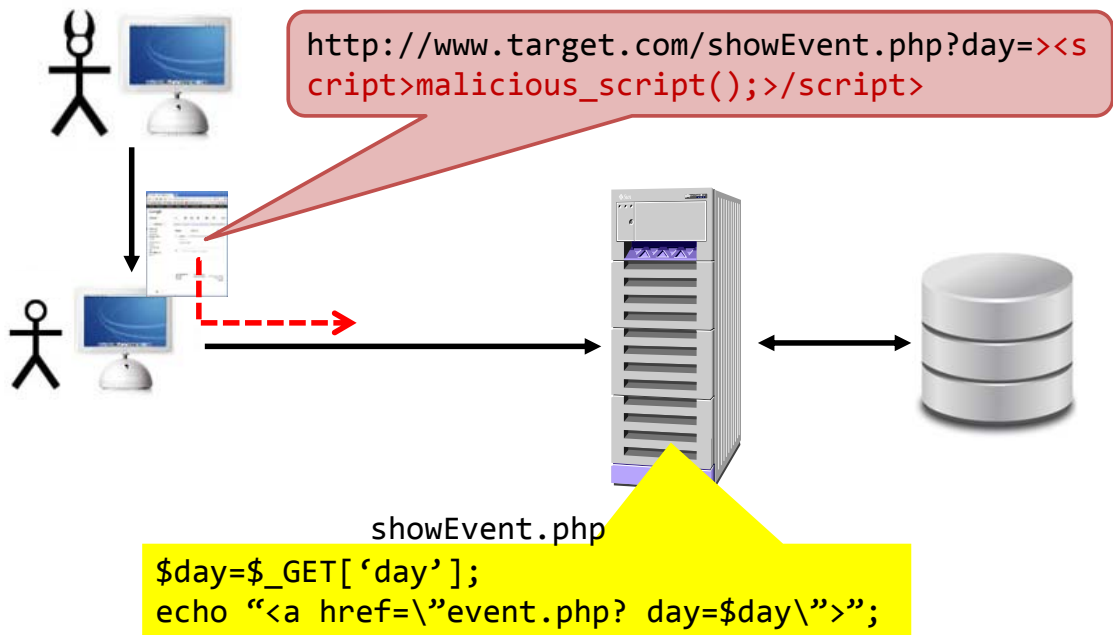 http://www.target.com/showEvent.php?day=><s
cript>malicious_script();>/script>
showEvent.php
$day=$_GET[‘day’];
echo “<a href=\”event.php? day=$day\”>”;